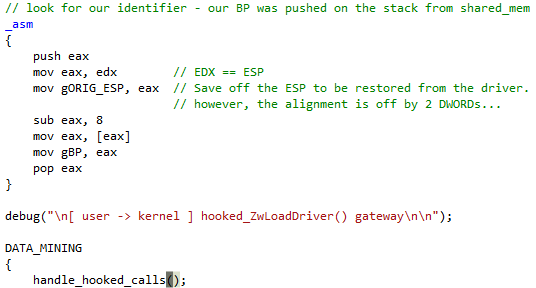 // look for our identifier - our BP was pushed on the stack from shared_mem
_asm
{
push eax
mov eax, edx // EDX == ESP
mov gORIG_ESP, eax // Save off the ESP to be restored from the driver.
// however, the alignment is off by 2 DWORDs...
sub eax, 8
mov eax, [eax]
mov gBP, eax
pop eax
}
debug("\n[ user -> kernel ] hooked_ZwLoadDriver() gateway\n\n");
DATA_MINING
{
handle_hooked_calls();